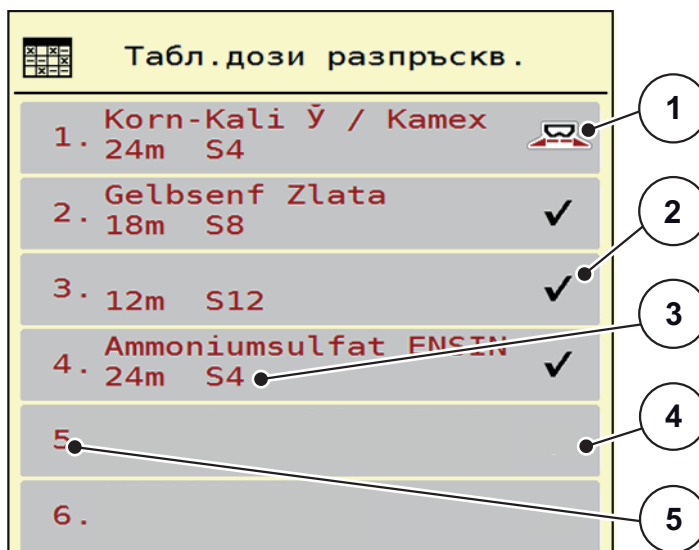 Табл.дози разпръскв.
1. Korn-Kali Ў / Kamex
24m S4
2. Gelbsenf Zlata
18m S8
3.
12m S12
4. Ammoniumsulfat ENSIN
24m S4
5
6.
1
2
3
4
5